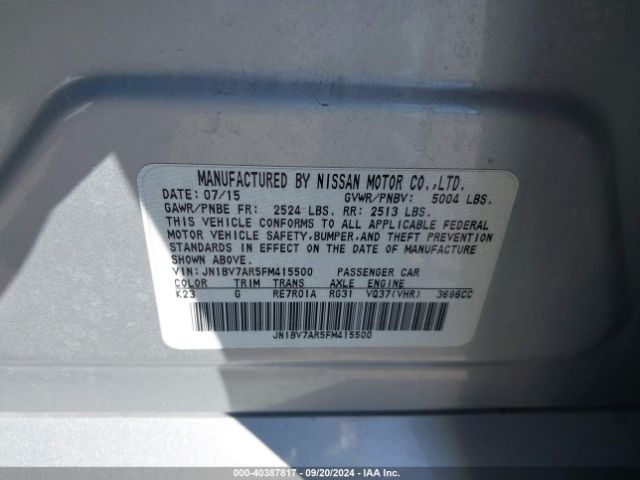 MANUFACTURED BY NISSAN MOTOR CO.,LTD.
DATE: 07/15 GVWR/PNBV: 5004 LBS.
GAWR/PNBE FR: 2524 LBS. RR: 2513 LBS.
THIS VEHICLE CONFORMS TO ALL APPLICABLE FEDERAL
MOTOR VEHICLE SAFETY,BUMPER,AND THEFT PREVENTION
STANDARDS IN EFFECT ON THE DATE OF MANUFACTURE
SHOWN ABOVE.
VIN: JN1BV7AR5FM415500 PASSENGER CAR
COLOR TRIM TRANS AXLE ENGINE
K23 G RE7R01A RG31 VQ37(VHR) 3696CC
JN1BV7AR5FM415500
000-40387817 - 09/20/2024 - IAA Inc.